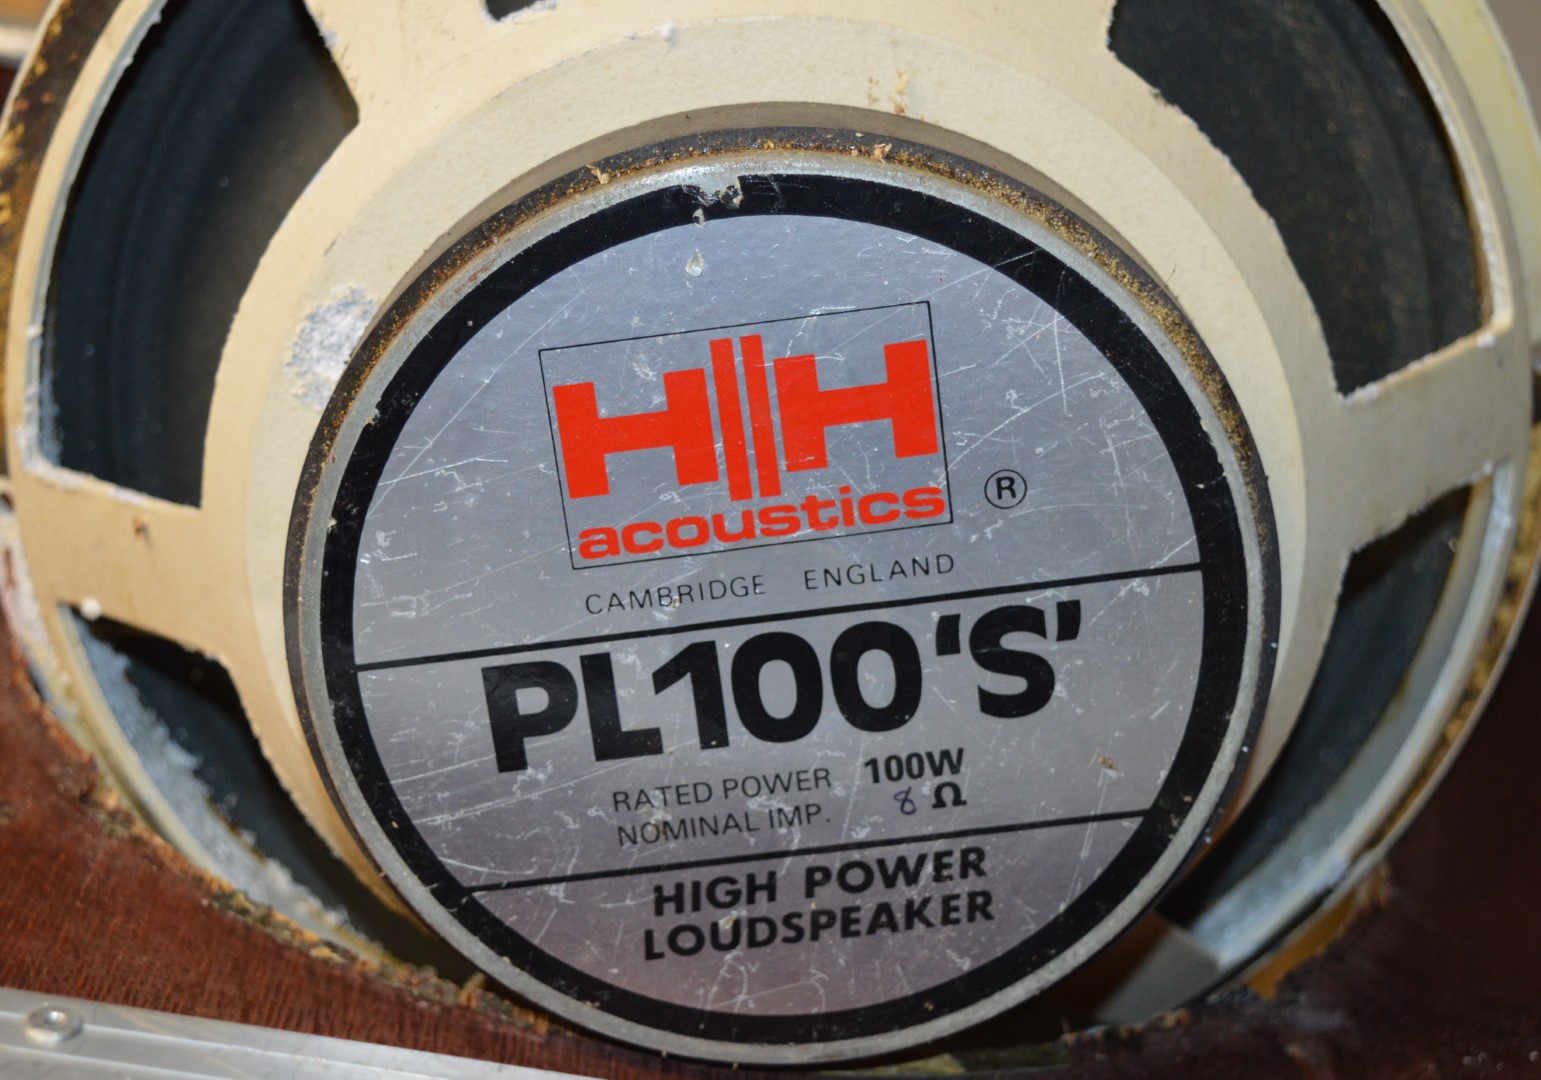 HH
acoustics
®
CAMBRIDGE ENGLAND
PL100'S'
RATED POWER 100W
NOMINAL IMP. 8 Ω
HIGH POWER
LOUDSPEAKER